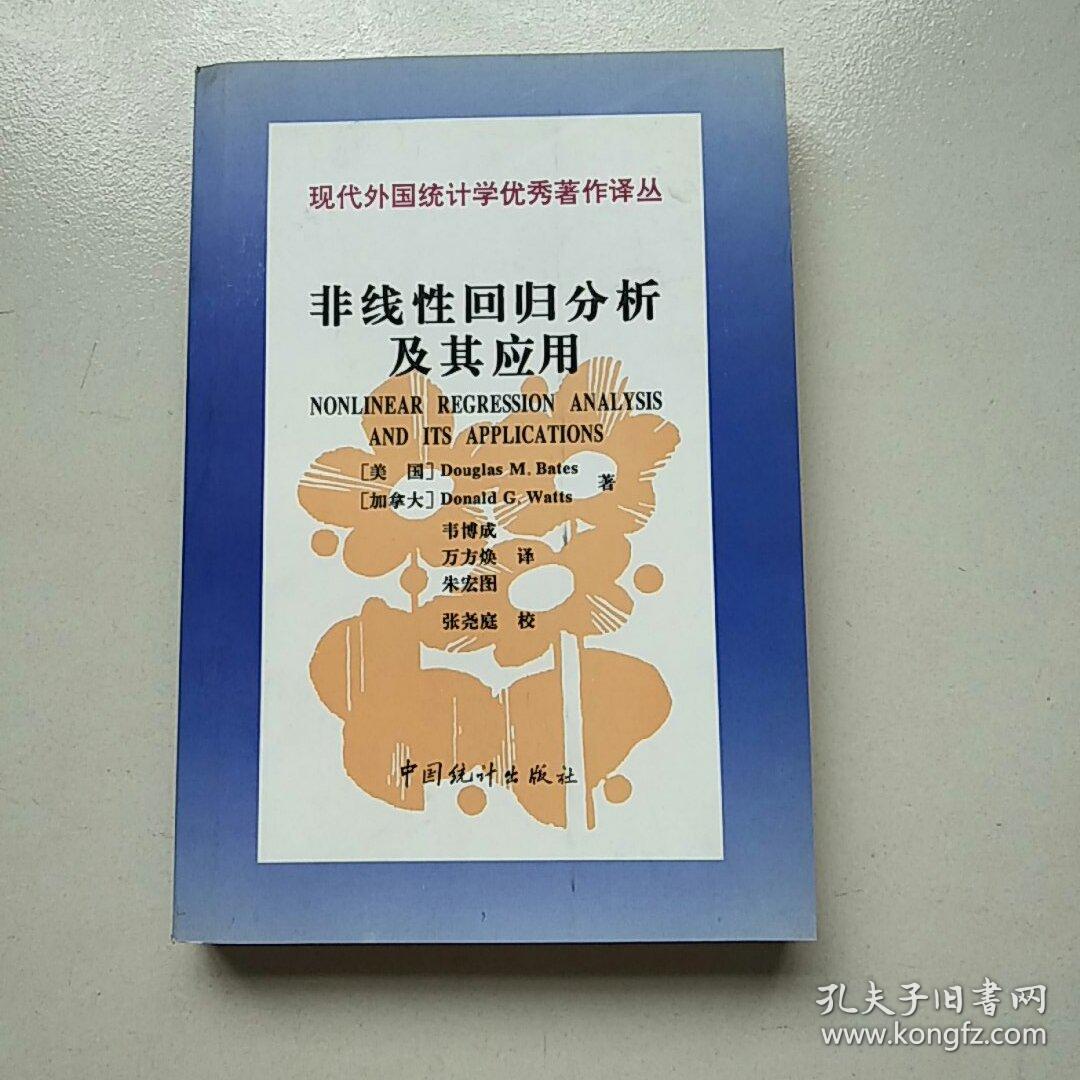 现代外国统计学优秀著作译丛
非线性回归分析
及其应用
NONLINEAR REGRESSION ANALYSIS
AND ITS APPLICATIONS
[美 国] Douglas M. Bates
[加拿大] Donald G. Watts 著
韦博成
万方焕 译
朱宏图
张尧庭 校
中国统计出版社
孔夫子旧書网
www.kongfz.com